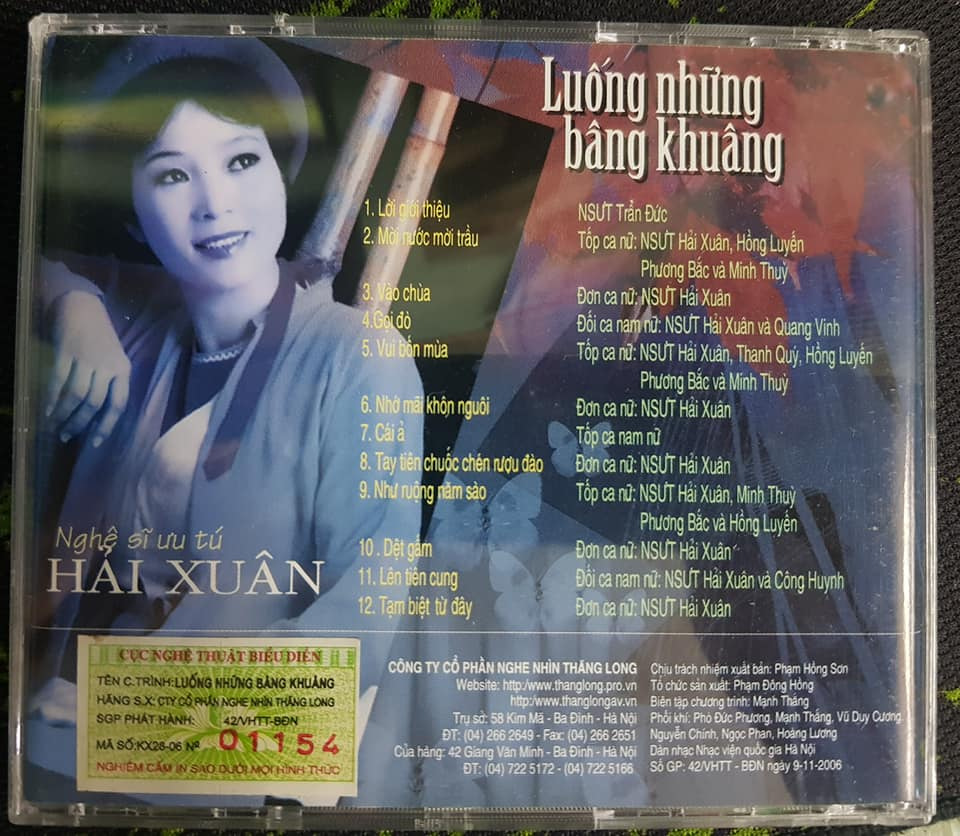 Luống những
bâng khuâng
1. Lời giới thiệu NSƯT Trần Đức
2. Mời nước mời trầu Tốp ca nữ: NSƯT Hải Xuân, Hồng Luyến
Phương Bắc và Minh Thuỳ
3. Vào chùa Đơn ca nữ: NSƯT Hải Xuân
4.Gọi đò Đối ca nam nữ: NSƯT Hải Xuân và Quang Vinh
5. Vui bốn mùa Tốp ca nữ: NSƯT Hải Xuân, Thanh Quý, Hồng Luyến
Phương Bắc và Minh Thuỳ
6. Nhớ mãi khôn nguôi Đơn ca nữ: NSƯT Hải Xuân
7. Cái ả Tốp ca nam nữ
8. Tay tiên chuốc chén rượu đào Đơn ca nữ: NSƯT Hải Xuân
9. Như ruộng năm sào Tốp ca nữ: NSƯT Hải Xuân, Minh Thuỳ
Phương Bắc và Hồng Luyến
10. Dệt gấm Đơn ca nữ: NSƯT Hải Xuân
11. Lên tiên cung Đối ca nam nữ: NSƯT Hải Xuân và Công Huynh
12. Tạm biệt từ đây Đơn ca nữ: NSƯT Hải Xuân
Nghệ sĩ ưu tú
HẢI XUÂN
CỤC NGHỆ THUẬT BIỂU DIỄN
TÊN C.TRÌNH:LUỐNG NHỮNG BÂNG KHUÂNG
HÃNG S.X: CTY CỔ PHẦN NGHE NHÌN THĂNG LONG
SGP PHÁT HÀNH: 42/VHTT-BĐN
MÃ SỐ:KX26-06 Nº 01154
NGHIÊM CẤM IN SAO DƯỚI MỌI HÌNH THỨC
CÔNG TY CỔ PHẦN NGHE NHÌN THĂNG LONG
Website: http:/www.thanglong.pro.vn
http:/www.thanglongav.vn
Trụ sở: 58 Kim Mã - Ba Đình - Hà Nội
ĐT: (04) 266 2649 - Fax: (04) 266 2651
Cửa hàng: 42 Giang Văn Minh - Ba Đình - Hà Nội
ĐT: (04) 722 5172 - (04) 722 5166
Chịu trách nhiệm xuất bản: Phạm Hồng Sơn
Tổ chức sản xuất: Phạm Đông Hồng
Biên tập chương trình: Mạnh Thắng
Phối khí: Phó Đức Phương, Mạnh Thắng, Vũ Duy Cương
Nguyễn Chính, Ngọc Phan, Hoàng Lương
Dàn nhạc Nhạc viện quốc gia Hà Nội
Số GP: 42/VHTT - BĐN ngày 9-11-2006